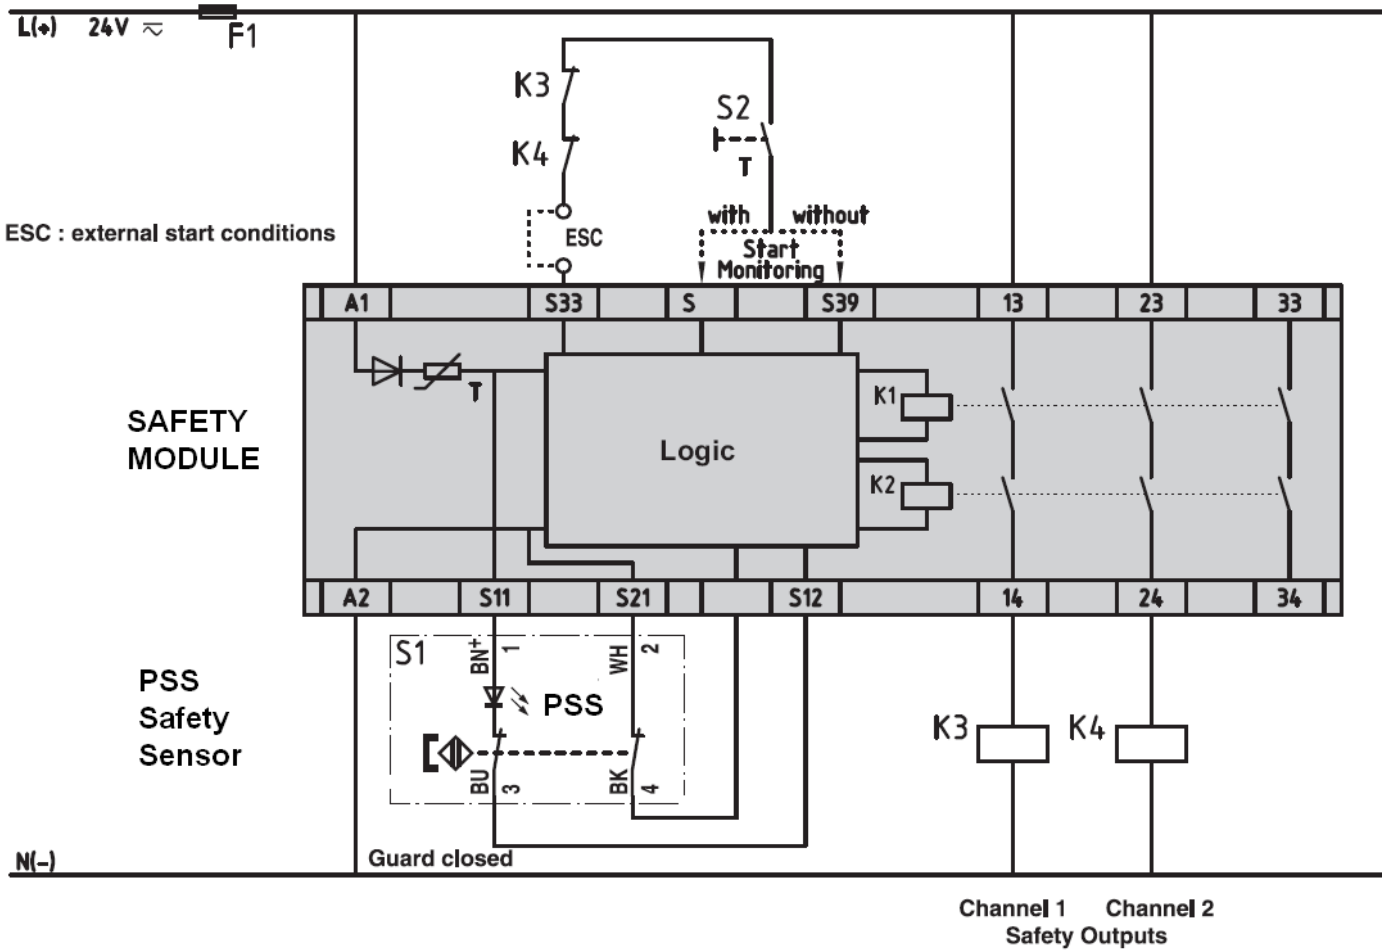 L(+) 24V ⎓ F1
K3
S2
K4
T
with without
ESC : external start conditions
ESC
Start
Monitoring
A1 S33 S S39 13 23 33
T
K1
SAFETY
MODULE
Logic
K2
A2 S11 S21 S12 14 24 34
S1 BN+ 1 WH 2
PSS
Safety
Sensor
PSS
K3 K4
BU 3 BK 4
N(-) Guard closed
Channel 1 Channel 2
Safety Outputs